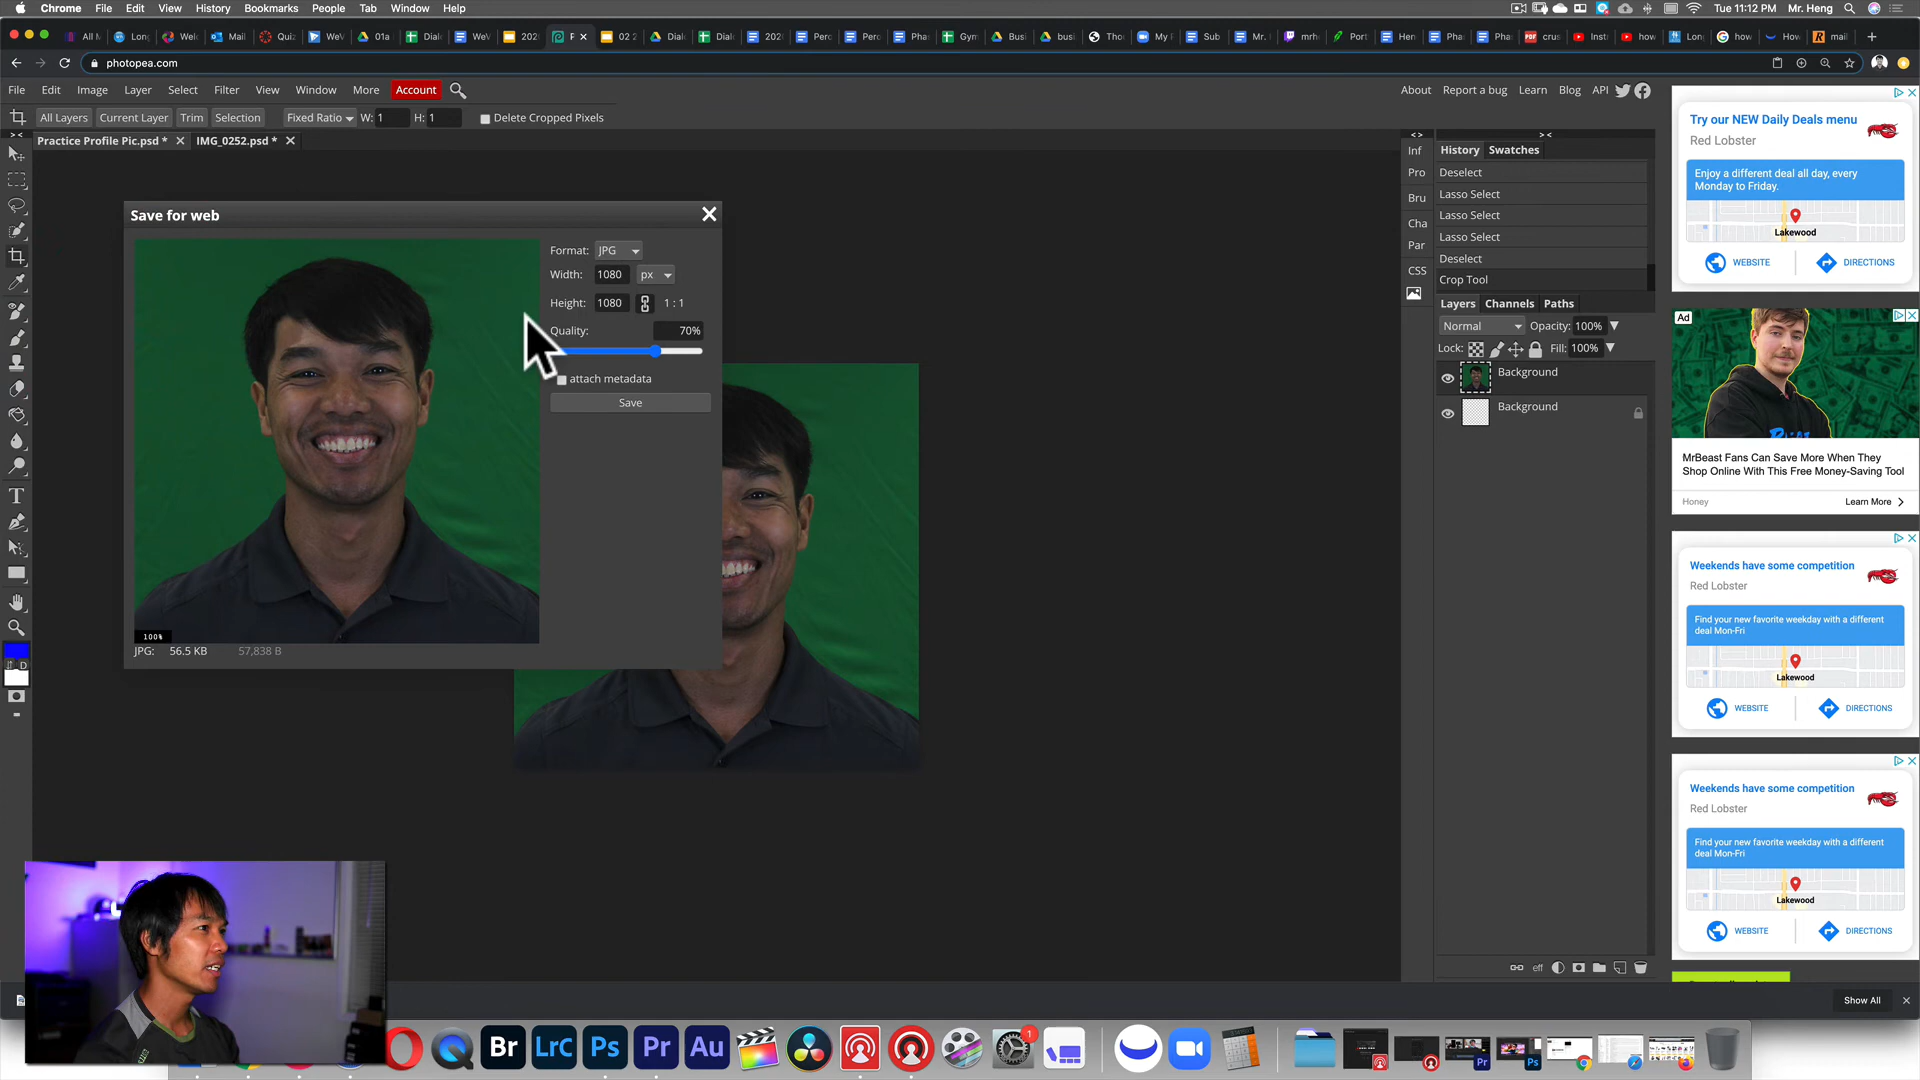 Chrome File Edit View History Bookmarks People Tab Window Help
Tue 11:12 PM Mr. Heng
photopea.com
File Edit Image Layer Select Filter View Window More Account
About Report a bug Learn Blog API
All Layers Current Layer Trim Selection Fixed Ratio W: 1 H: 1 Delete Cropped Pixels
Practice Profile Pic.psd *
IMG_0252.psd *
Save for web
Format: JPG
Width: 1080 px
Height: 1080 1 : 1
Quality: 70%
attach metadata
Save
100%
JPG: 56.5 KB 57,838 B
Inf
Pro
Bru
Cha
Par
CSS
History Swatches
Deselect
Lasso Select
Lasso Select
Lasso Select
Deselect
Crop Tool
Layers Channels Paths
Normal Opacity: 100%
Lock: Fill: 100%
Background
Background
eff
D
Try our NEW Daily Deals menu
Red Lobster
Enjoy a different deal all day, every
Monday to Friday.
Lakewood
WEBSITE DIRECTIONS
Ad
MrBeast Fans Can Save More When They
Shop Online With This Free Money-Saving Tool
Honey Learn More
Weekends have some competition
Red Lobster
Find your new favorite weekday with a different
deal Mon-Fri
Lakewood
WEBSITE DIRECTIONS
Weekends have some competition
Red Lobster
Find your new favorite weekday with a different
deal Mon-Fri
Lakewood
WEBSITE DIRECTIONS
Show All
Br Lrc Ps Pr Au
1